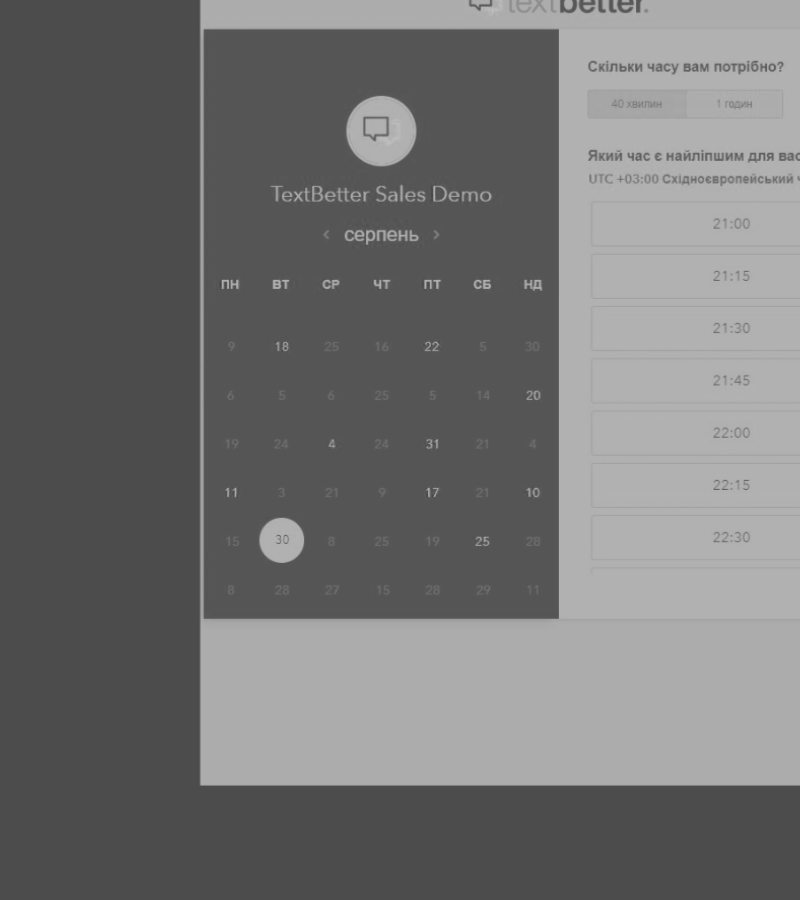 textbetter.
TextBetter Sales Demo
< серпень >
ПН ВТ СР ЧТ ПТ СБ НД
9 18 25 16 22 5 30
6 5 6 25 5 14 20
19 24 4 24 31 21 4
11 3 21 9 17 21 10
15 30 8 25 19 25 28
8 28 27 15 28 29 11
Скільки часу вам потрібно?
40 хвилин 1 годин
Який час є найліпшим для вас
UTC +03:00 Східноєвропейський ч
21:00
21:15
21:30
21:45
22:00
22:15
22:30